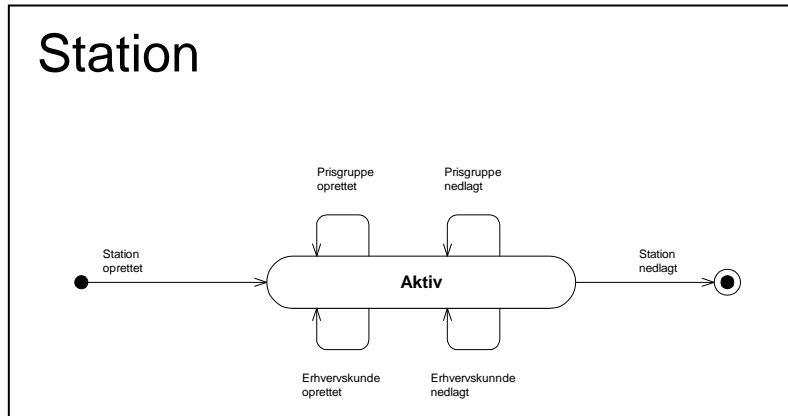 Station
Prisgruppe
oprettet
Prisgruppe
nedlagt
Station
oprettet
Aktiv
Station
nedlagt
Erhvervskunde
oprettet
Erhvervskunnde
nedlagt